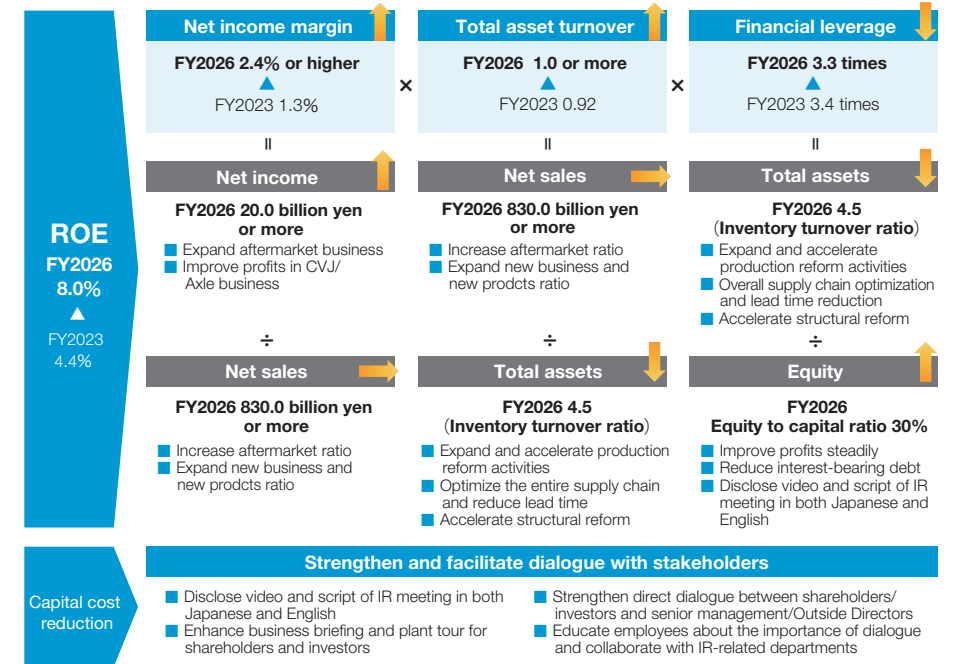 ROE
FY2026
8.0%
▲
FY2023
4.4%
Net income margin
FY2026 2.4% or higher
▲
FY2023 1.3%
×
Total asset turnover
FY2026 1.0 or more
▲
FY2023 0.92
×
Financial leverage
FY2026 3.3 times
▲
FY2023 3.4 times
=
Net income
FY2026 20.0 billion yen
or more
■ Expand aftermarket business
■ Improve profits in CVJ/
Axle business
÷
Net sales
FY2026 830.0 billion yen
or more
■ Increase aftermarket ratio
■ Expand new business and
new prodcts ratio
=
Net sales
FY2026 830.0 billion yen
or more
■ Increase aftermarket ratio
■ Expand new business and
new prodcts ratio
÷
Total assets
FY2026 4.5
(Inventory turnover ratio)
■ Expand and accelerate production
reform activities
■ Optimize the entire supply chain
and reduce lead time
■ Accelerate structural reform
=
Total assets
FY2026 4.5
(Inventory turnover ratio)
■ Expand and accelerate
production reform activities
■ Overall supply chain optimization
and lead time reduction
■ Accelerate structural reform
÷
Equity
FY2026
Equity to capital ratio 30%
■ Improve profits steadily
■ Reduce interest-bearing debt
■ Disclose video and script of IR
meeting in both Japanese and
English
Capital cost
reduction
Strengthen and facilitate dialogue with stakeholders
■ Disclose video and script of IR meeting in both
Japanese and English
■ Enhance business briefing and plant tour for
shareholders and investors
■ Strengthen direct dialogue between shareholders/
investors and senior management/Outside Directors
■ Educate employees about the importance of dialogue
and collaborate with IR-related departments